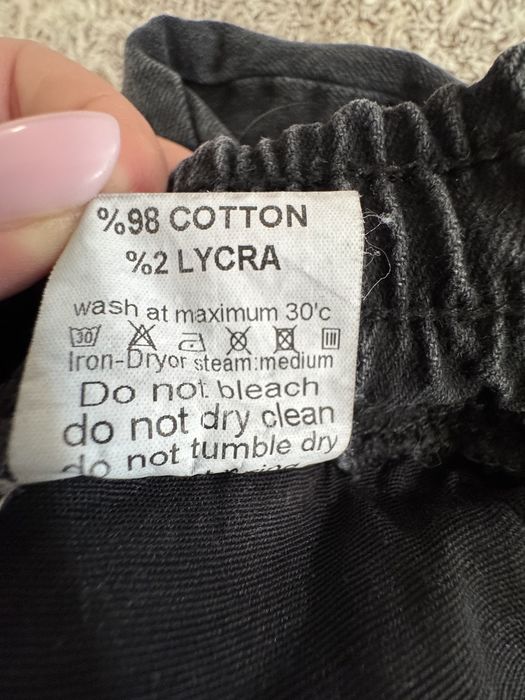 %98 COTTON
%2 LYCRA
wash at maximum 30'c
30
Iron-Dryor steam:medium
Do not bleach
do not dry clean
do not tumble dry